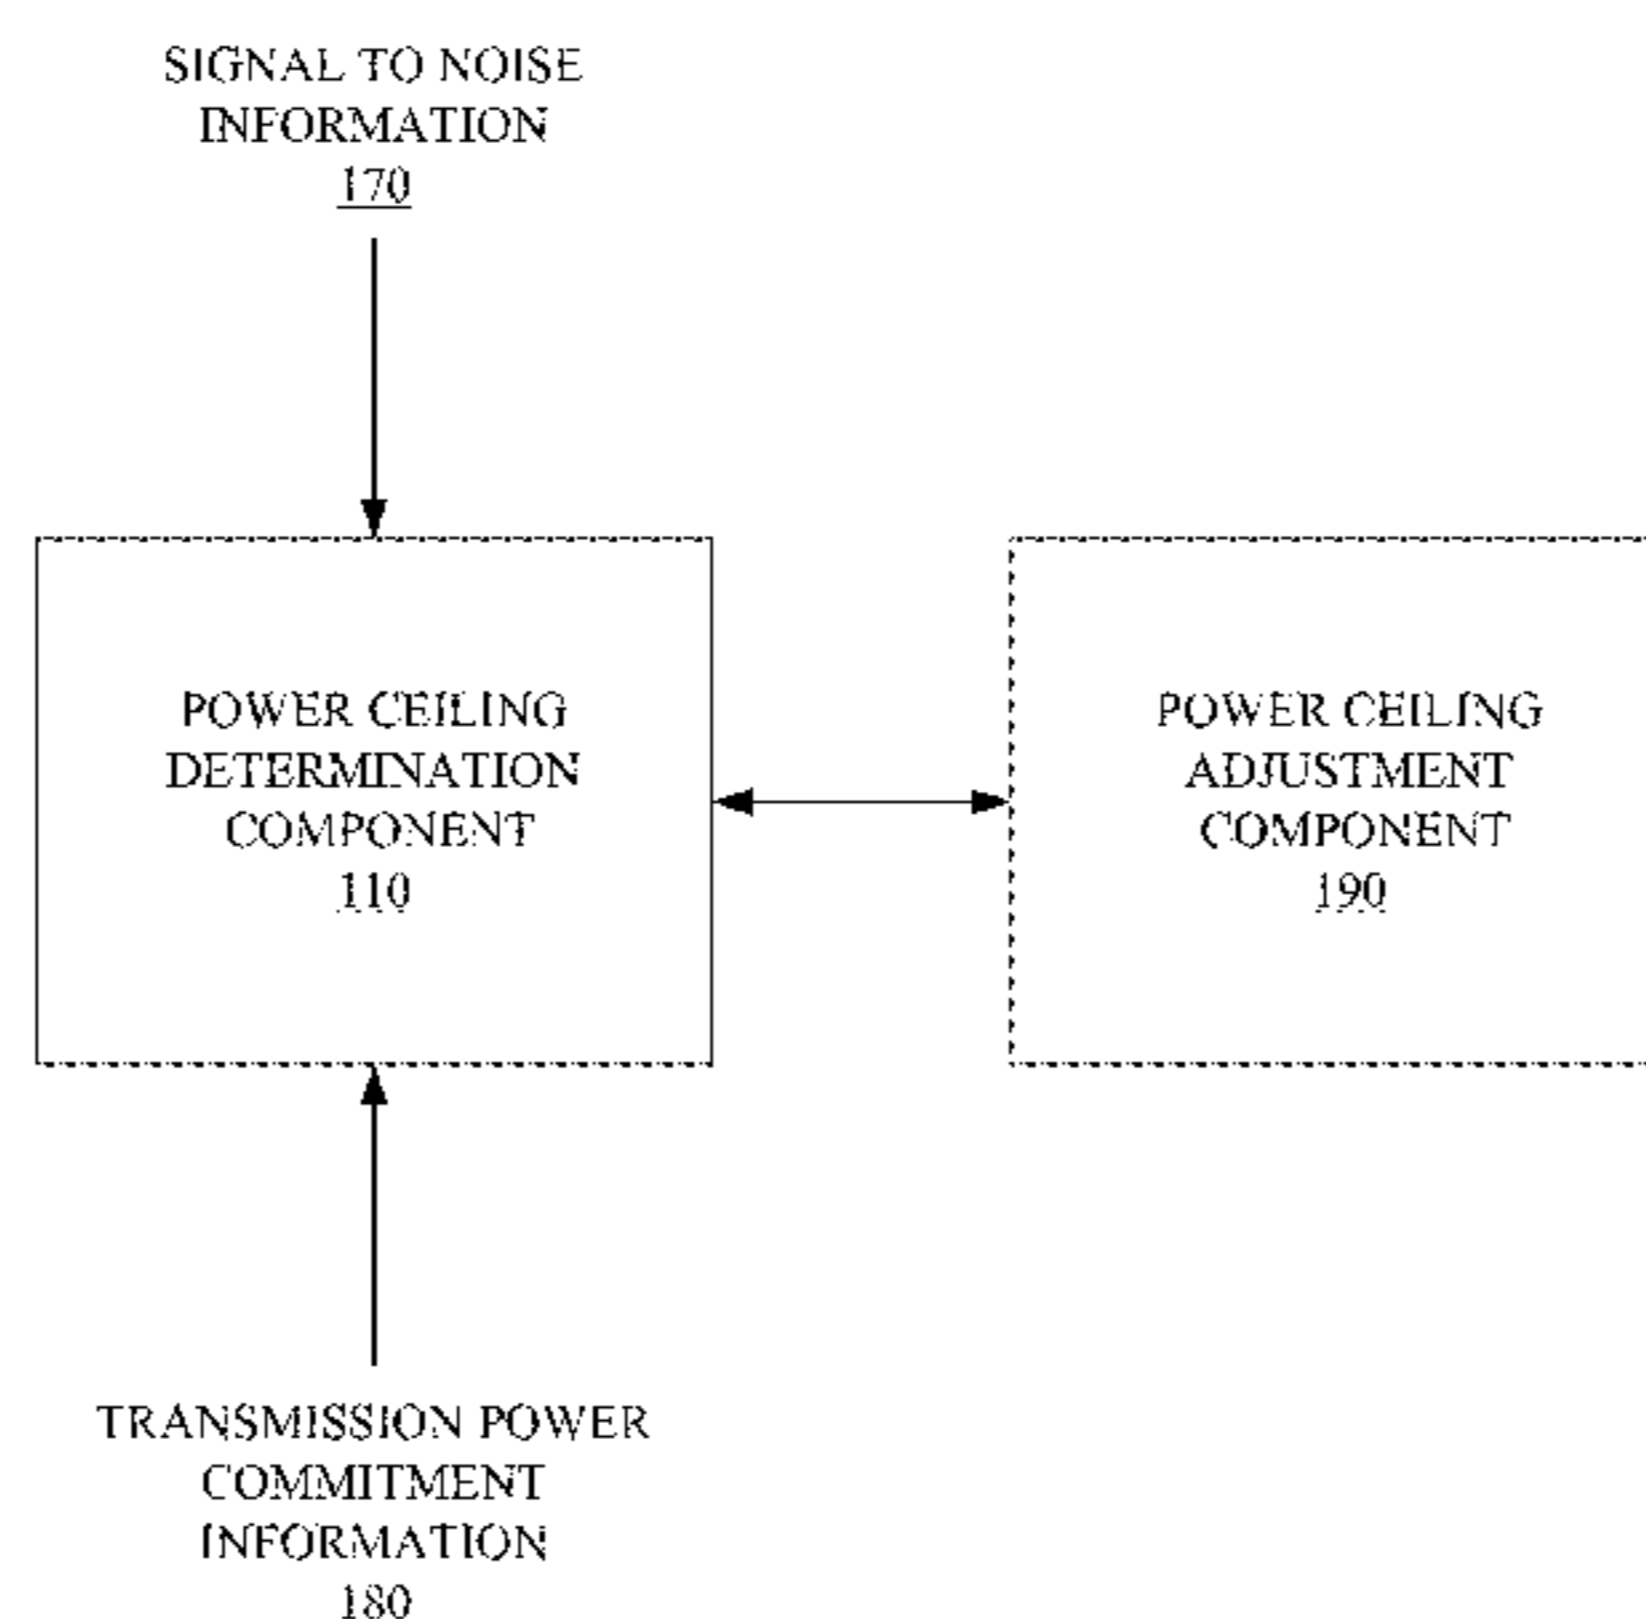 SIGNAL TO NOISE
INFORMATION
170
POWER CEILING
DETERMINATION
COMPONENT
110
POWER CEILING
ADJUSTMENT
COMPONENT
190
TRANSMISSION POWER
COMMITMENT
INFORMATION
180